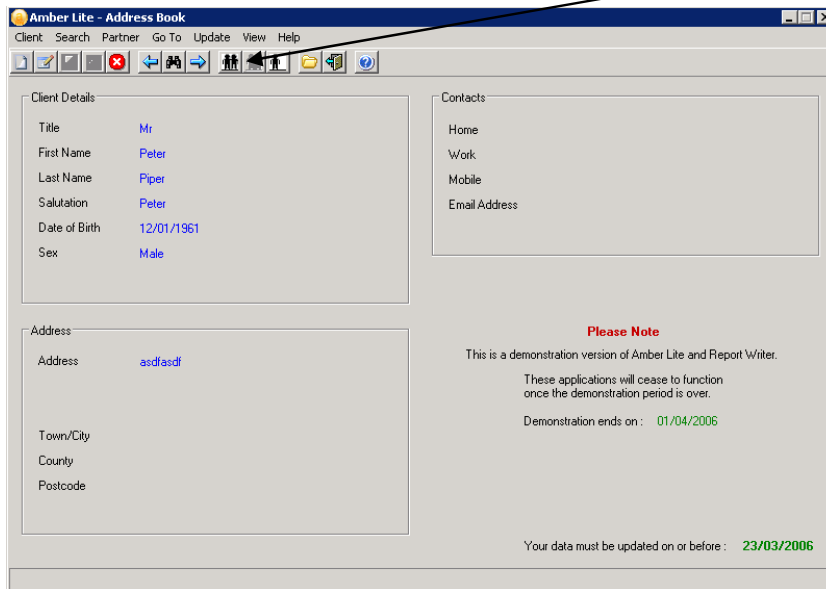 Amber Lite - Address Book
Client Search Partner Go To Update View Help
Client Details
Title Mr
First Name Peter
Last Name Piper
Salutation Peter
Date of Birth 12/01/1961
Sex Male
Contacts
Home
Work
Mobile
Email Address
Address
Address asdfasdf
Town/City
County
Postcode
Please Note
This is a demonstration version of Amber Lite and Report Writer.
These applications will cease to function
once the demonstration period is over.
Demonstration ends on : 01/04/2006
Your data must be updated on or before : 23/03/2006